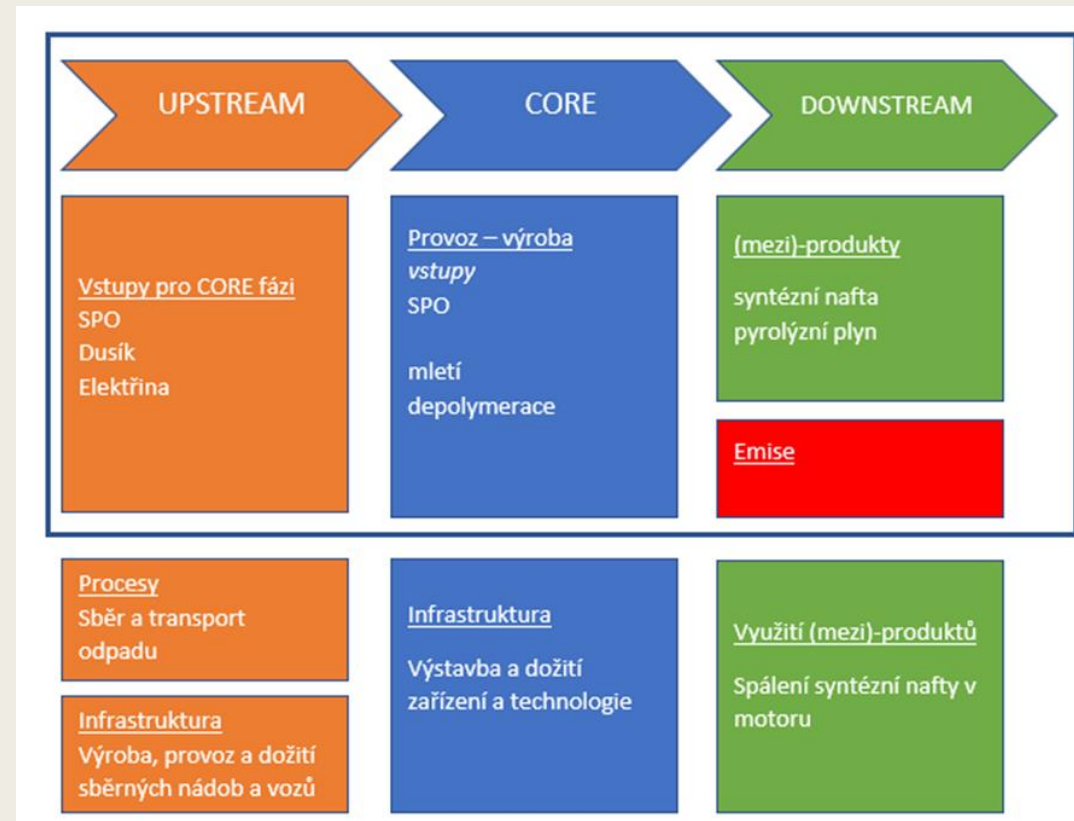 UPSTREAM
CORE
DOWNSTREAM
Vstupy pro CORE fázi
SPO
Dusík
Elektřina
Provoz – výroba
vstupy
SPO
mletí
depolymerace
(mezi)-produkty
syntézní nafta
pyrolýzní plyn
Emise
Procesy
Sběr a transport
odpadu
Infrastruktura
Výroba, provoz a dožití
sběrných nádob a vozů
Infrastruktura
Výstavba a dožití
zařízení a technologie
Využití (mezi)-produktů
Spálení syntézní nafty v
motoru